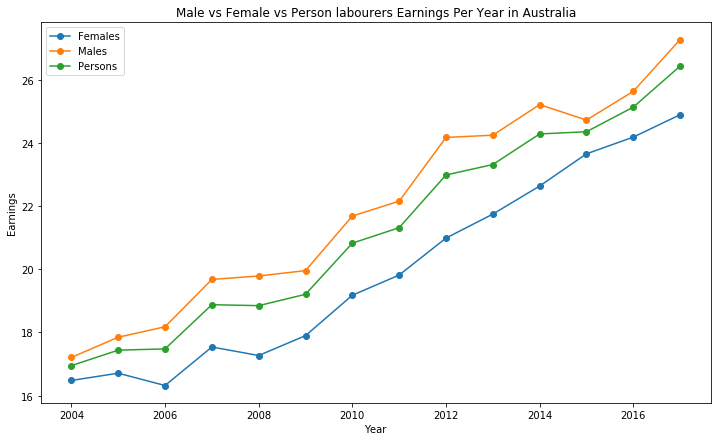 Male vs Female vs Person labourers Earnings Per Year in Australia
Females
Males
Persons
26
24
22
20
18
16
Earnings
2004
2006
2008
2010
2012
2014
2016
Year